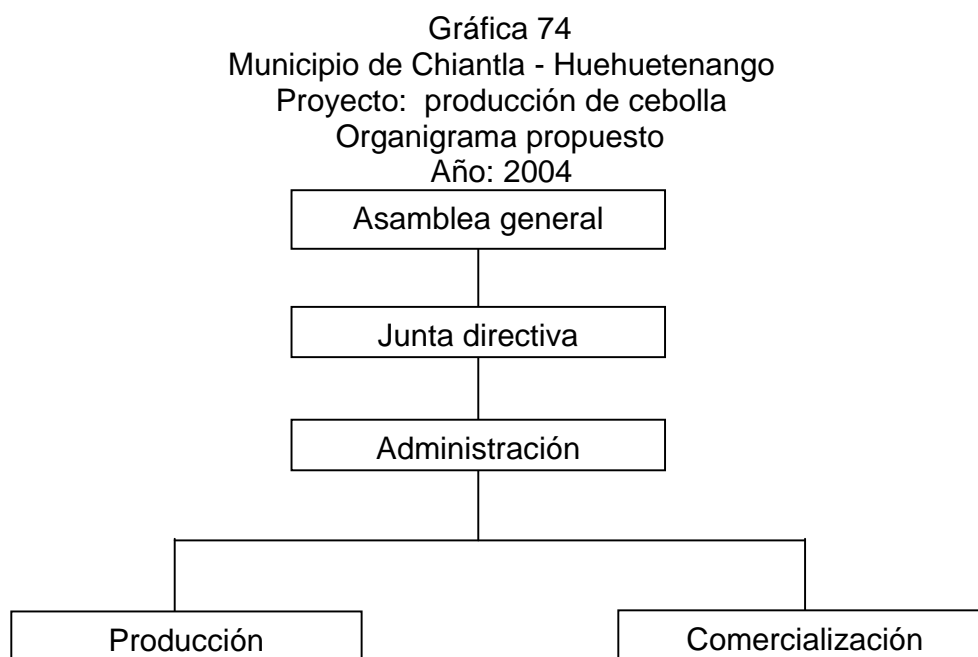 Gráfica 74
Municipio de Chiantla - Huehuetenango
Proyecto: producción de cebolla
Organigrama propuesto
Año: 2004
Asamblea general
Junta directiva
Administración
Producción
Comercialización